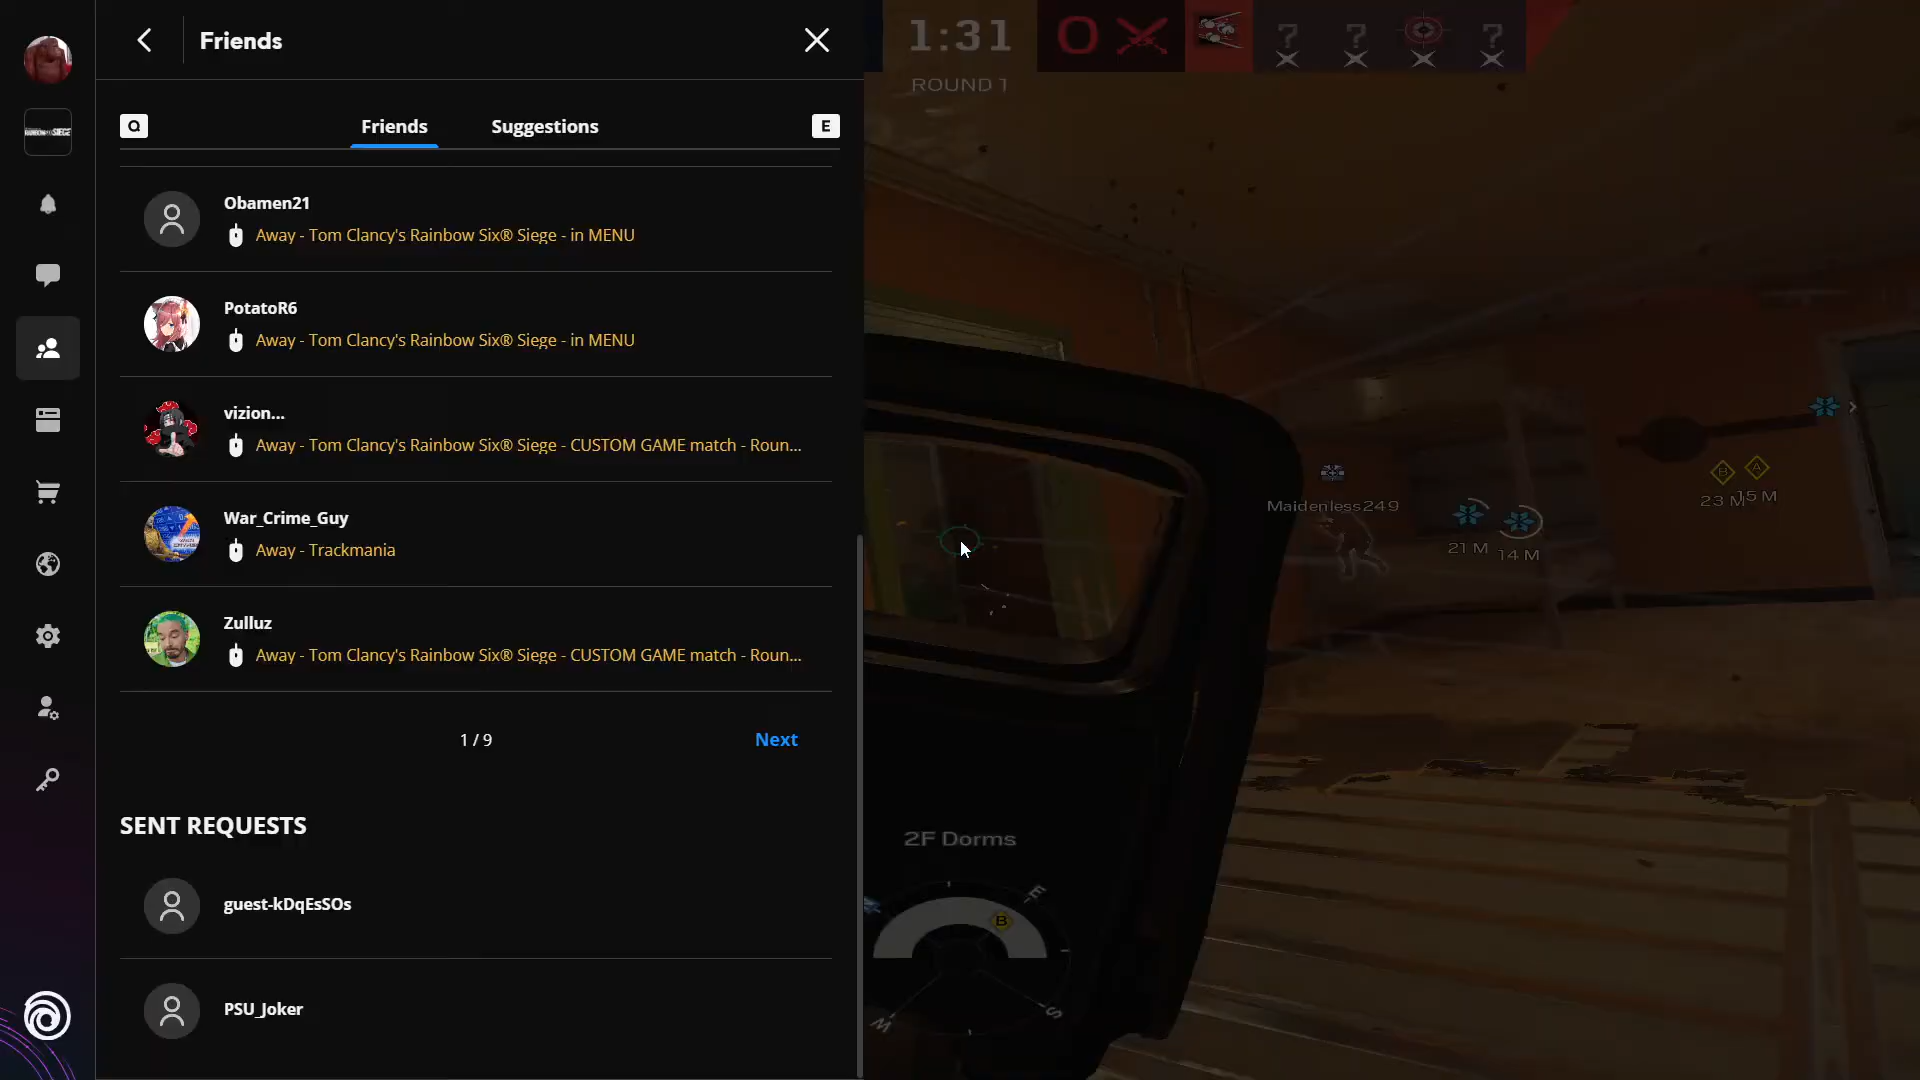 Friends
1:31
0
? ? ?
ROUND 1
Q
Friends
Suggestions
E
Obamen21
Away - Tom Clancy's Rainbow Six® Siege - in MENU
PotatoR6
Away - Tom Clancy's Rainbow Six® Siege - in MENU
vizion...
Away - Tom Clancy's Rainbow Six® Siege - CUSTOM GAME match - Roun...
War_Crime_Guy
Away - Trackmania
Zulluz
Away - Tom Clancy's Rainbow Six® Siege - CUSTOM GAME match - Roun...
1 / 9
Next
SENT REQUESTS
guest-kDqEsSOs
PSU_Joker
Maidenless249
21 M
14 M
B
A
23 M
15 M
2F Dorms
B
E
S
W